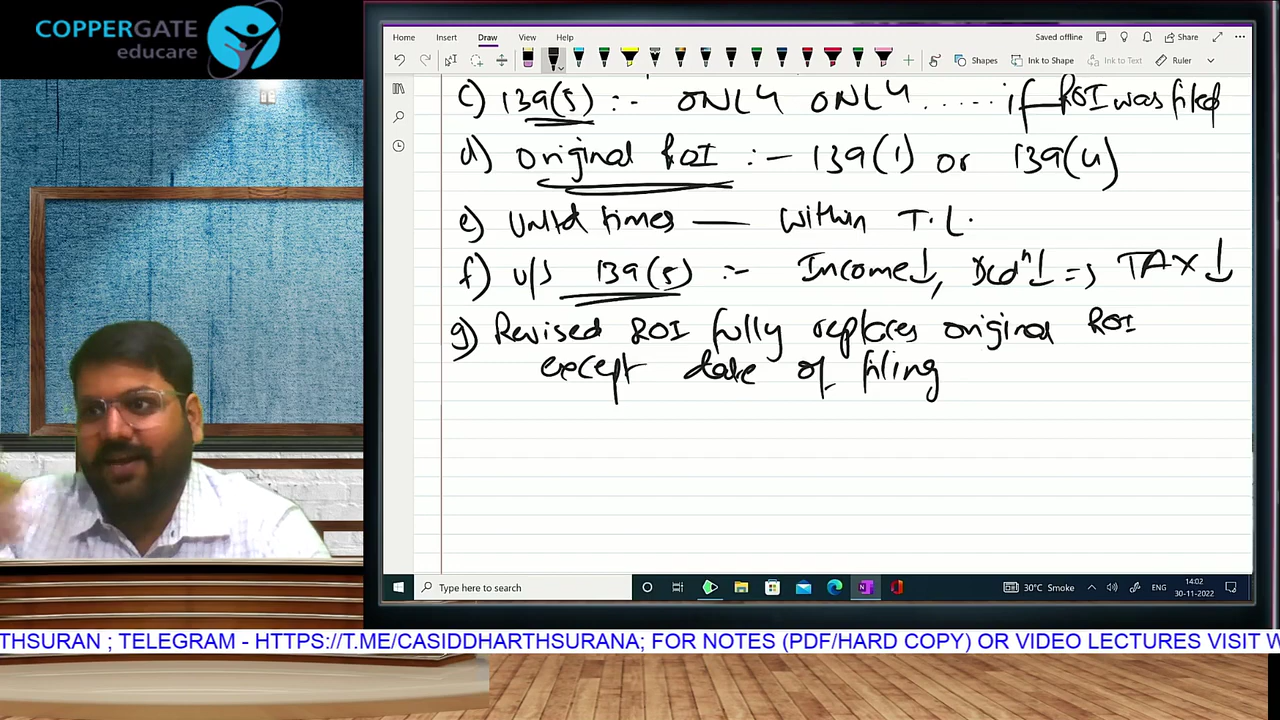 COPPERGATE
educare
Saved offline
Share
Home Insert Draw View Help
Shapes Ink to Shape Ink to Text Ruler
c) 139(5) :- ONLY ONLY ..... if ROI was filed
d) Original ROI :- 139(1) or 139(4)
e) Unltd times — within T.L.
f) u/s 139(5) :- Income↓, Dedⁿ↓ => TAX↓
g) Revised ROI fully replaces original ROI
except date of filing
Type here to search
30°C Smoke
ENG
14:02
30-11-2022
THSURAN ; TELEGRAM - HTTPS://T.ME/CASIDDHARTHSURANA; FOR NOTES (PDF/HARD COPY) OR VIDEO LECTURES VISIT W